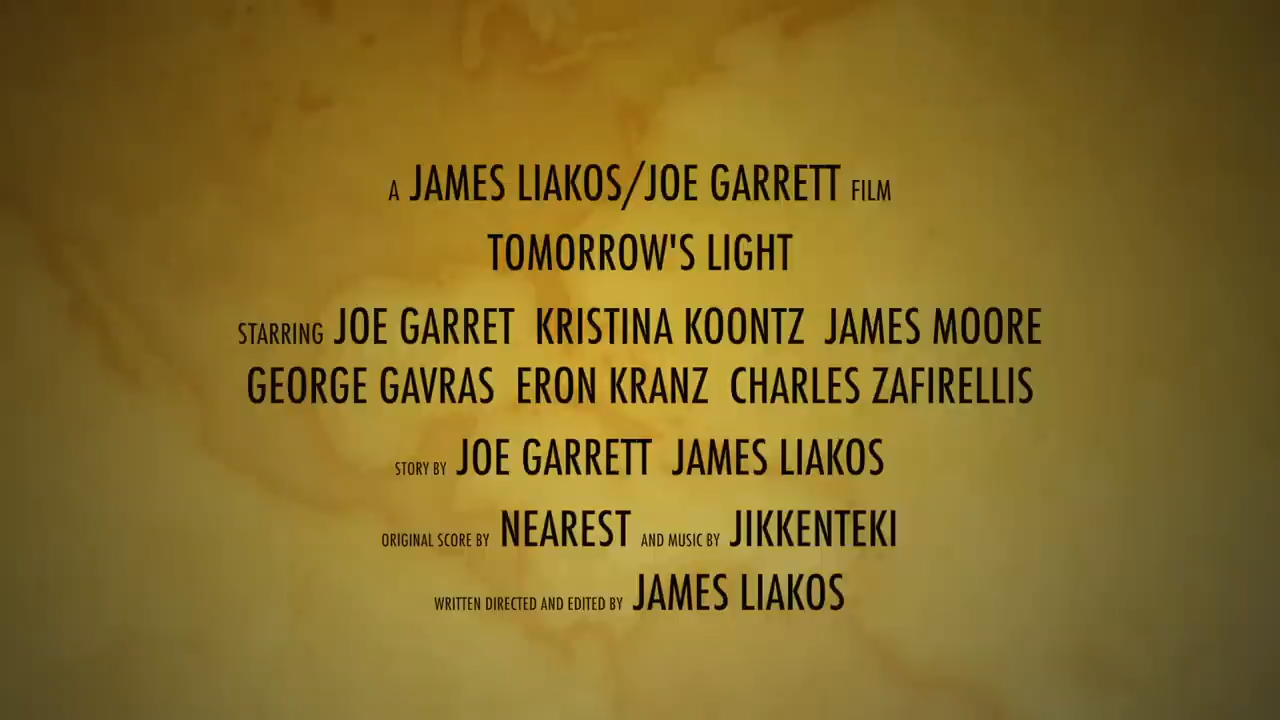 A JAMES LIAKOS/JOE GARRETT FILM
TOMORROW'S LIGHT
STARRING JOE GARRET KRISTINA KOONTZ JAMES MOORE
GEORGE GAVRAS ERON KRANZ CHARLES ZAFIRELLIS
STORY BY JOE GARRETT JAMES LIAKOS
ORIGINAL SCORE BY NEAREST AND MUSIC BY JIKKENTEKI
WRITTEN DIRECTED AND EDITED BY JAMES LIAKOS